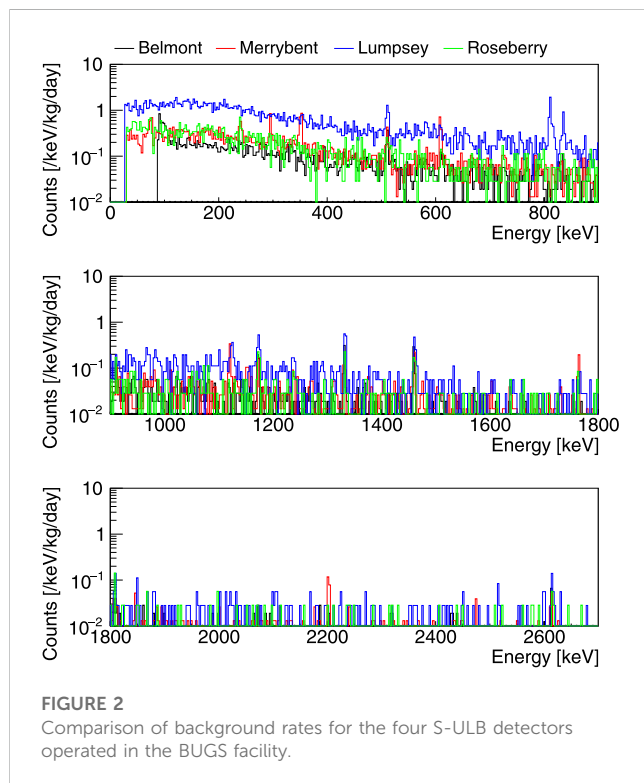 Belmont Merrybent Lumpsey Roseberry
Counts [/keV/kg/day]
10
1
10⁻¹
10⁻²
0 200 400 600 800
Energy [keV]
Counts [/keV/kg/day]
10
1
10⁻¹
10⁻²
1000 1200 1400 1600 1800
Energy [keV]
Counts [/keV/kg/day]
10
1
10⁻¹
10⁻²
1800 2000 2200 2400 2600
Energy [keV]
FIGURE 2
Comparison of background rates for the four S-ULB detectors
operated in the BUGS facility.